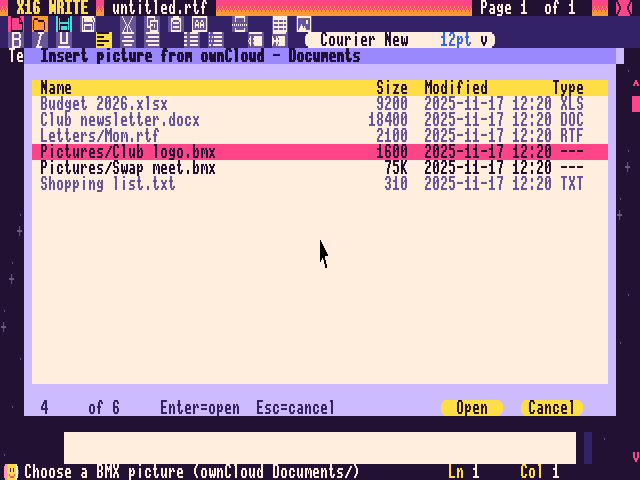 X16 WRITE untitled.rtf Page 1 of 1
B I U Courier New 12pt v
Te Insert picture from ownCloud - Documents
Name Size Modified Type
Budget 2026.xlsx 9200 2025-11-17 12:20 XLS
Club newsletter.docx 18400 2025-11-17 12:20 DOC
Letters/Mom.rtf 2100 2025-11-17 12:20 RTF
Pictures/Club logo.bmx 1600 2025-11-17 12:20 ---
Pictures/Swap meet.bmx 75K 2025-11-17 12:20 ---
Shopping list.txt 310 2025-11-17 12:20 TXT
4 of 6 Enter=open Esc=cancel Open Cancel
Choose a BMX picture (ownCloud Documents/) Ln 1 Col 1